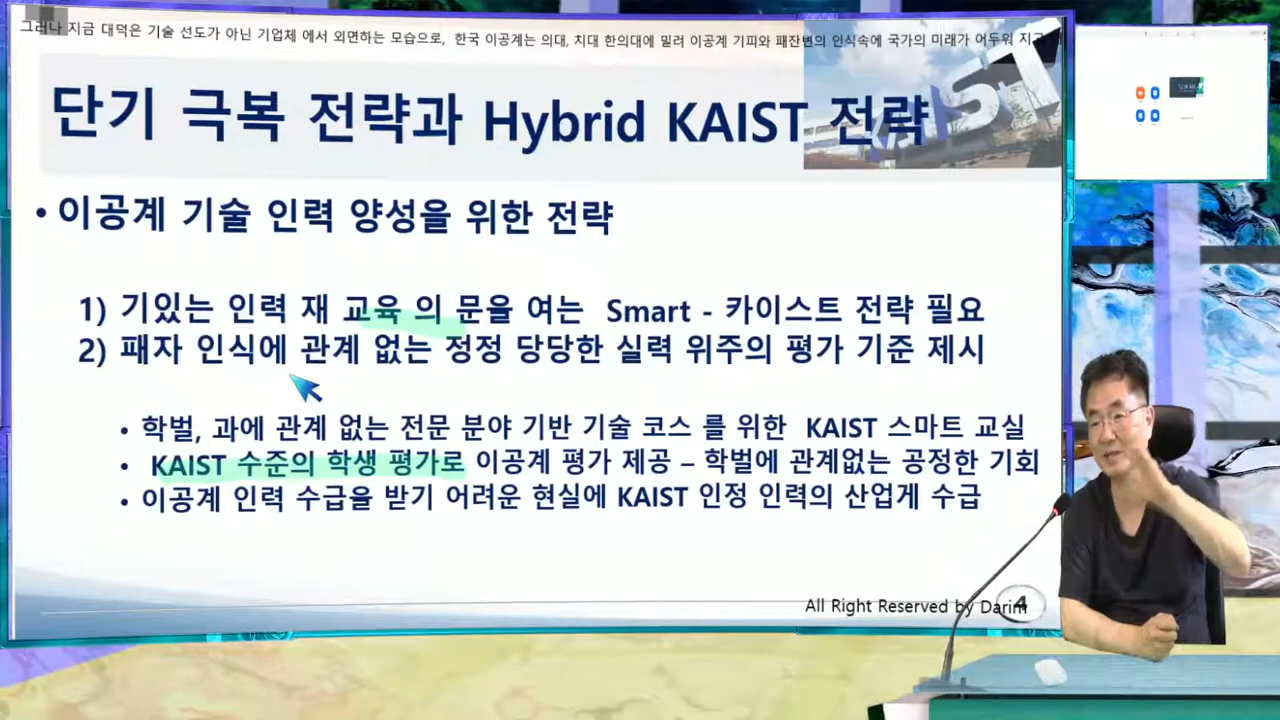 그러나 지금 대덕은 기술 선도가 아닌 기업체 에서 외면하는 모습으로, 한국 이공계는 의대, 치대 한의대에 밀려 이공계 기피와 패잔변의 인식속에 국가의 미래가 어두워 지고
단기 극복 전략과 Hybrid KAIST 전략
KAIST
• 이공계 기술 인력 양성을 위한 전략
1) 기있는 인력 재 교육 의 문을 여는 Smart - 카이스트 전략 필요
2) 패자 인식에 관계 없는 정정 당당한 실력 위주의 평가 기준 제시
• 학벌, 과에 관계 없는 전문 분야 기반 기술 코스 를 위한 KAIST 스마트 교실
• KAIST 수준의 학생 평가로 이공계 평가 제공 – 학벌에 관계없는 공정한 기회
• 이공계 인력 수급을 받기 어려운 현실에 KAIST 인정 인력의 산업게 수급
All Right Reserved by Darim
4